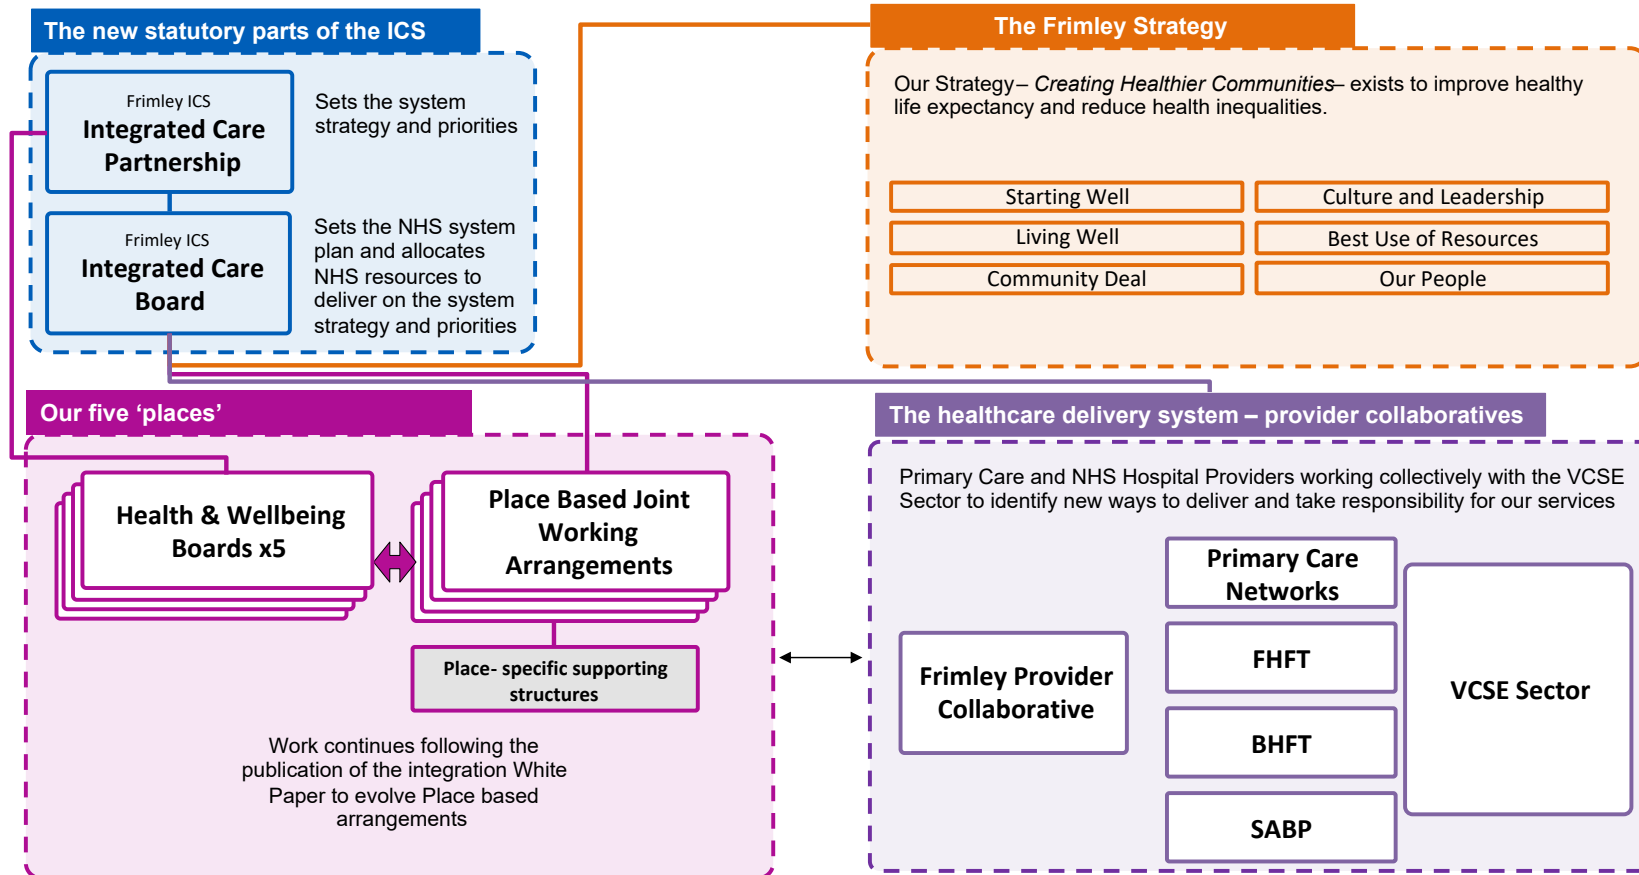 The new statutory parts of the ICS
Frimley ICS
Integrated Care
Partnership
Sets the system
strategy and priorities
Frimley ICS
Integrated Care
Board
Sets the NHS system
plan and allocates
NHS resources to
deliver on the system
strategy and priorities
The Frimley Strategy
Our Strategy– Creating Healthier Communities– exists to improve healthy
life expectancy and reduce health inequalities.
Starting Well
Culture and Leadership
Living Well
Best Use of Resources
Community Deal
Our People
Our five ‘places’
Health & Wellbeing
Boards x5
Place Based Joint
Working
Arrangements
Place- specific supporting
structures
Work continues following the
publication of the integration White
Paper to evolve Place based
arrangements
The healthcare delivery system – provider collaboratives
Primary Care and NHS Hospital Providers working collectively with the VCSE
Sector to identify new ways to deliver and take responsibility for our services
Frimley Provider
Collaborative
Primary Care
Networks
FHFT
BHFT
SABP
VCSE Sector